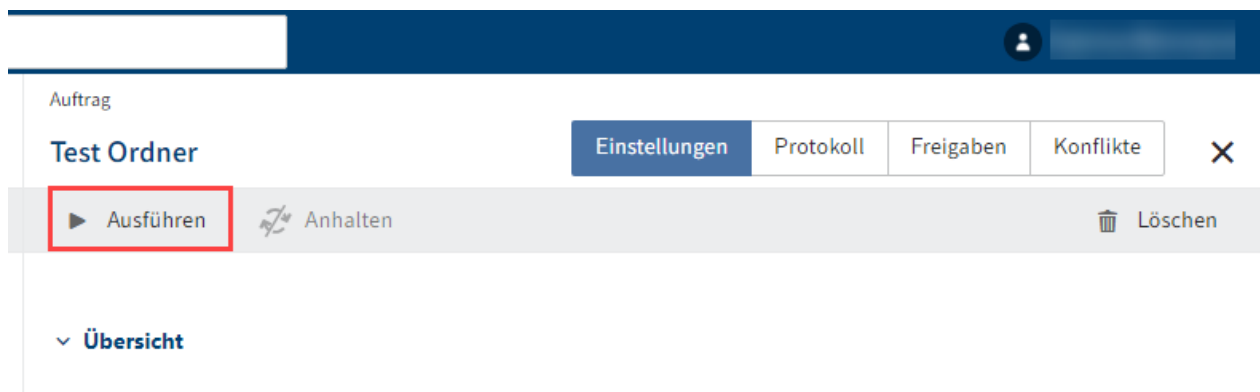 Auftrag
Test Ordner
Einstellungen Protokoll Freigaben Konflikte
Ausführen Anhalten Löschen
Übersicht